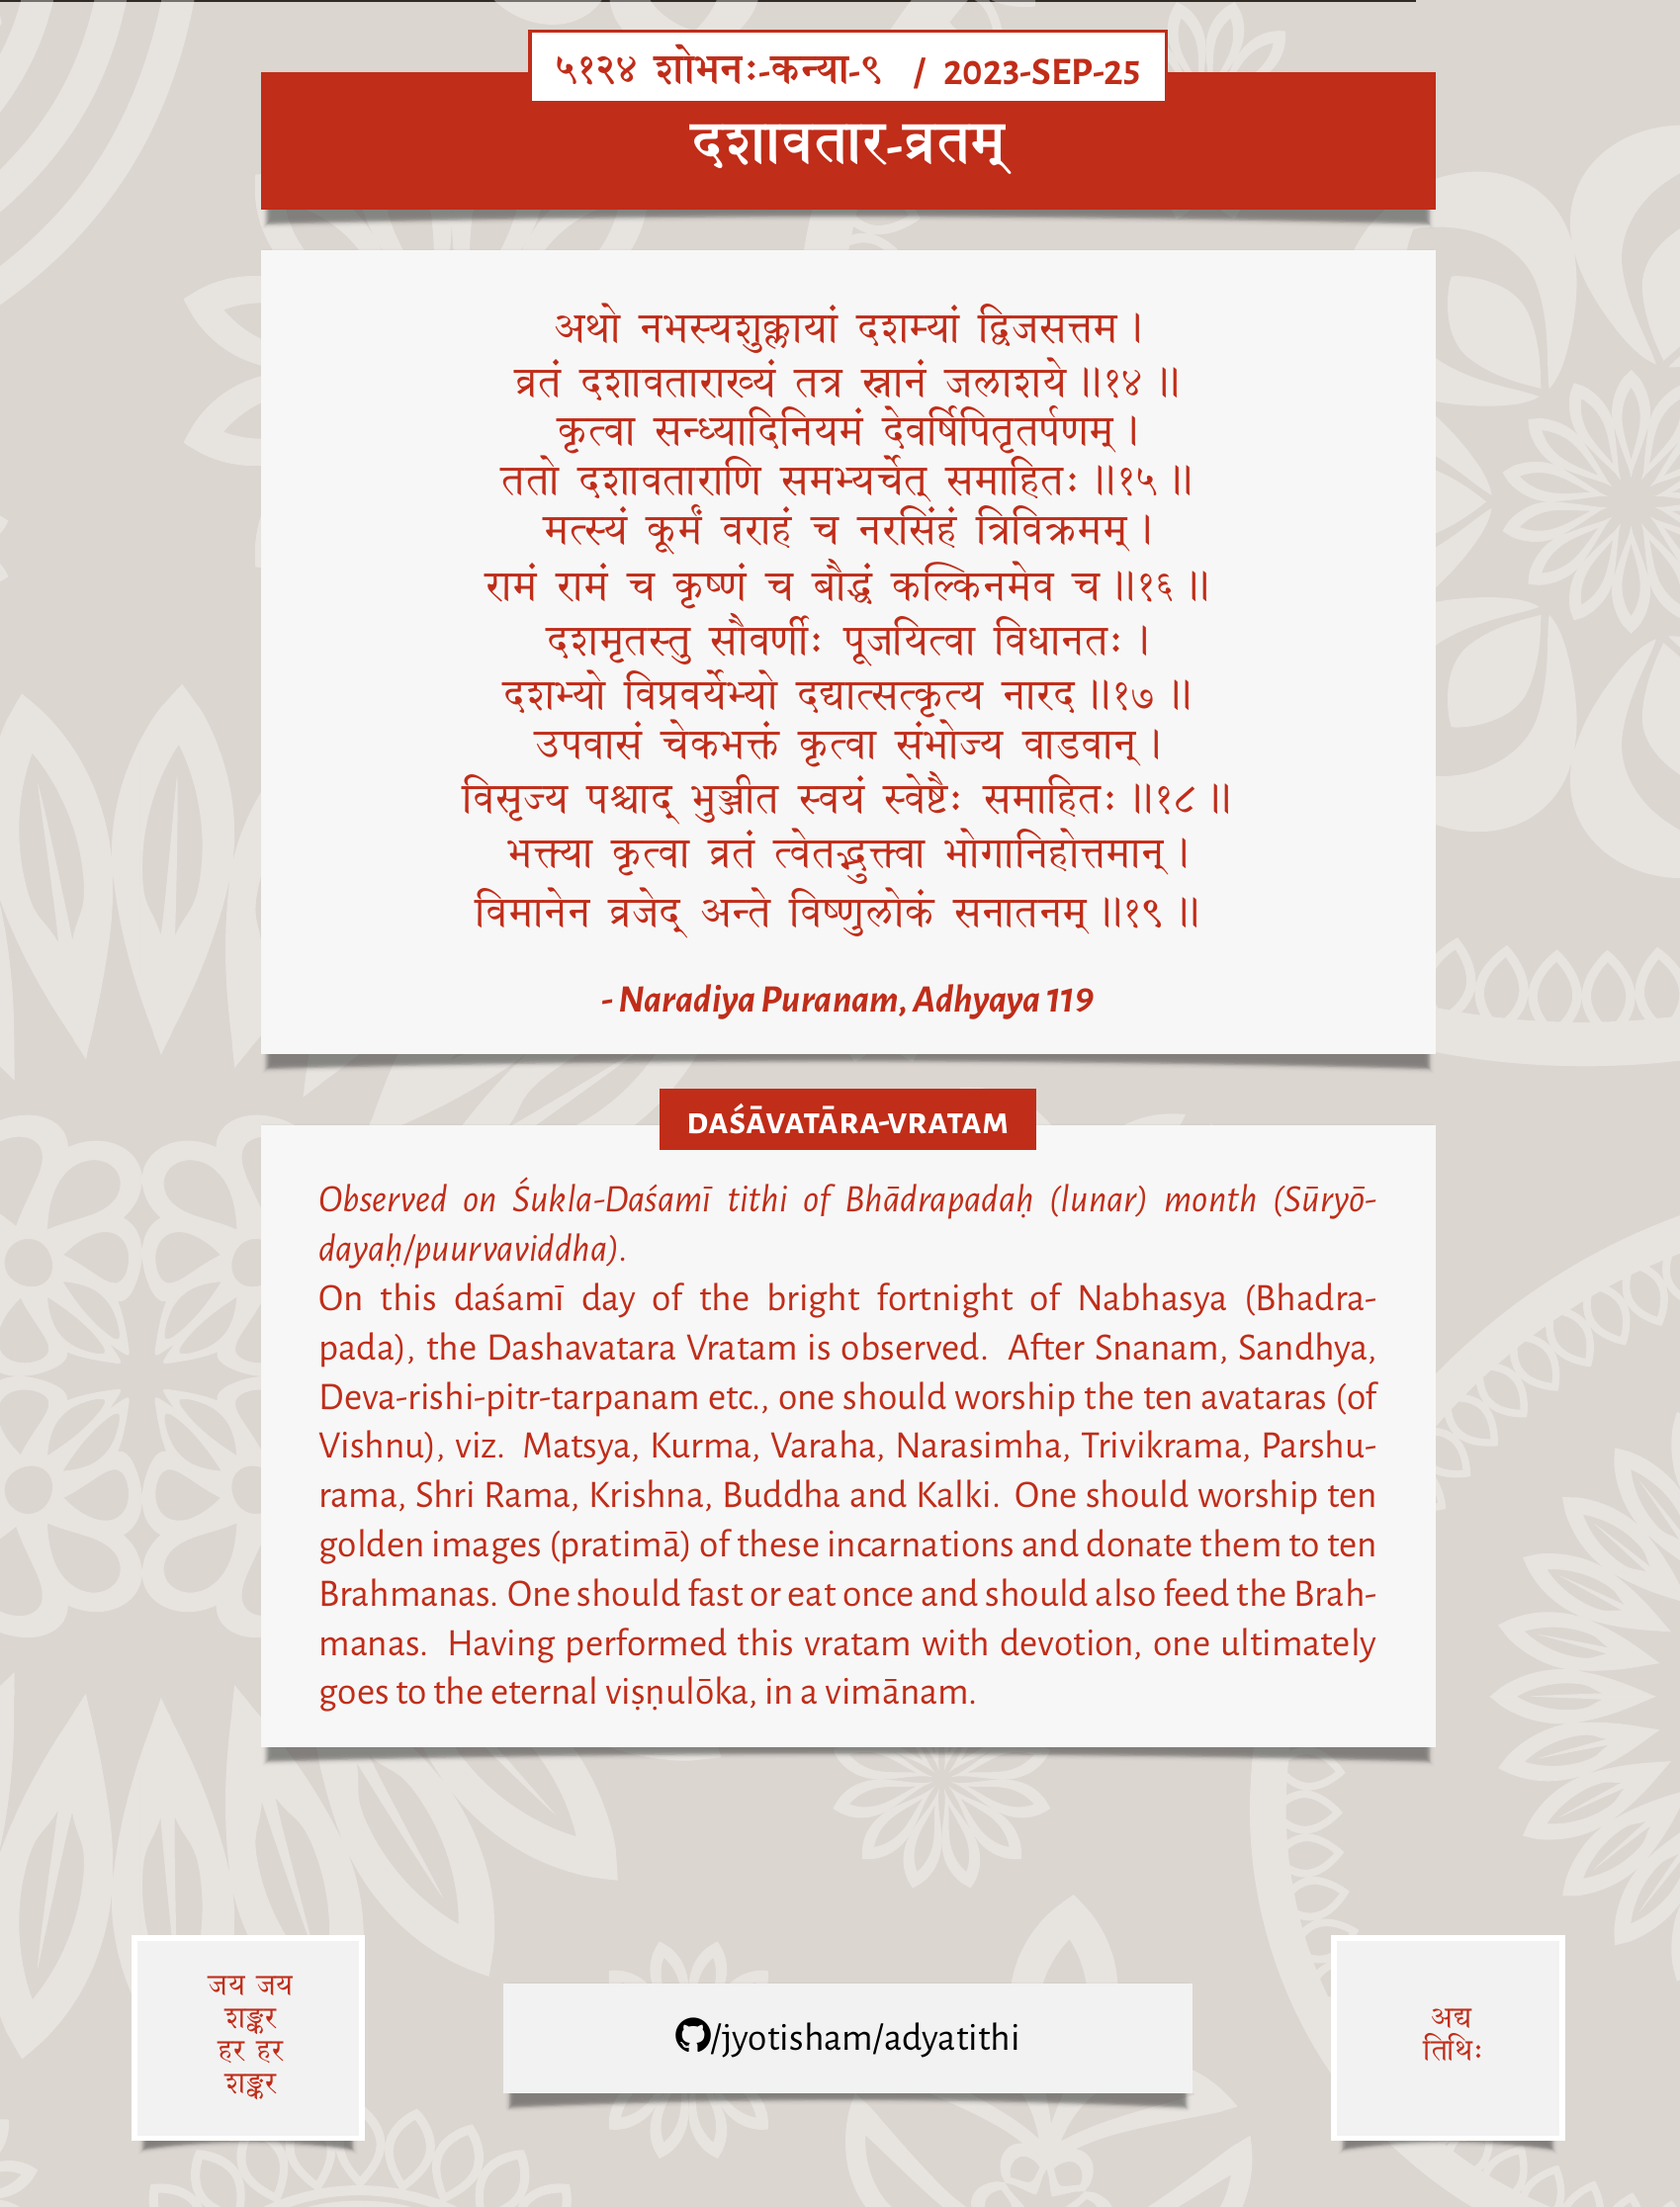 ५१२४ शोभनः-कन्या-९ / 2023-SEP-25
दशावतार-व्रतम्
अथो नभस्यशुक्लायां दशम्यां द्विजसत्तम।
व्रतं दशावताराख्यं तत्र स्नानं जलाशये॥१४॥
कृत्वा सन्ध्यादिनियमं देवर्षिपितृतर्पणम्।
ततो दशावताराणि समभ्यर्चेत् समाहितः॥१५॥
मत्स्यं कूर्मं वराहं च नरसिंहं त्रिविक्रमम्।
रामं रामं च कृष्णं च बौद्धं कल्किनमेव च॥१६॥
दशमृतस्तु सौवर्णीः पूजयित्वा विधानतः।
दशभ्यो विप्रवर्येभ्यो दद्यात्सत्कृत्य नारद॥१७॥
उपवासं चेकभक्तं कृत्वा संभोज्य वाडवान्।
विसृज्य पश्चाद् भुञ्जीत स्वयं स्वेष्टैः समाहितः॥१८॥
भक्त्या कृत्वा व्रतं त्वेतद्भुक्त्वा भोगानिहोत्तमान्।
विमानेन व्रजेद् अन्ते विष्णुलोकं सनातनम्॥१९॥
- Naradiya Puranam, Adhyaya 119
DAŚĀVATĀRA-VRATAM
Observed on Śukla-Daśamī tithi of Bhādrapadaḥ (lunar) month (Sūryō-
dayaḥ/puurvaviddha).
On this daśamī day of the bright fortnight of Nabhasya (Bhadra-
pada), the Dashavatara Vratam is observed. After Snanam, Sandhya,
Deva-rishi-pitr-tarpanam etc., one should worship the ten avataras (of
Vishnu), viz. Matsya, Kurma, Varaha, Narasimha, Trivikrama, Parshu-
rama, Shri Rama, Krishna, Buddha and Kalki. One should worship ten
golden images (pratimā) of these incarnations and donate them to ten
Brahmanas. One should fast or eat once and should also feed the Brah-
manas. Having performed this vratam with devotion, one ultimately
goes to the eternal viṣṇulōka, in a vimānam.
जय जय
शङ्कर
हर हर
शङ्कर
/jyotisham/adyatithi
अद्य
तिथिः